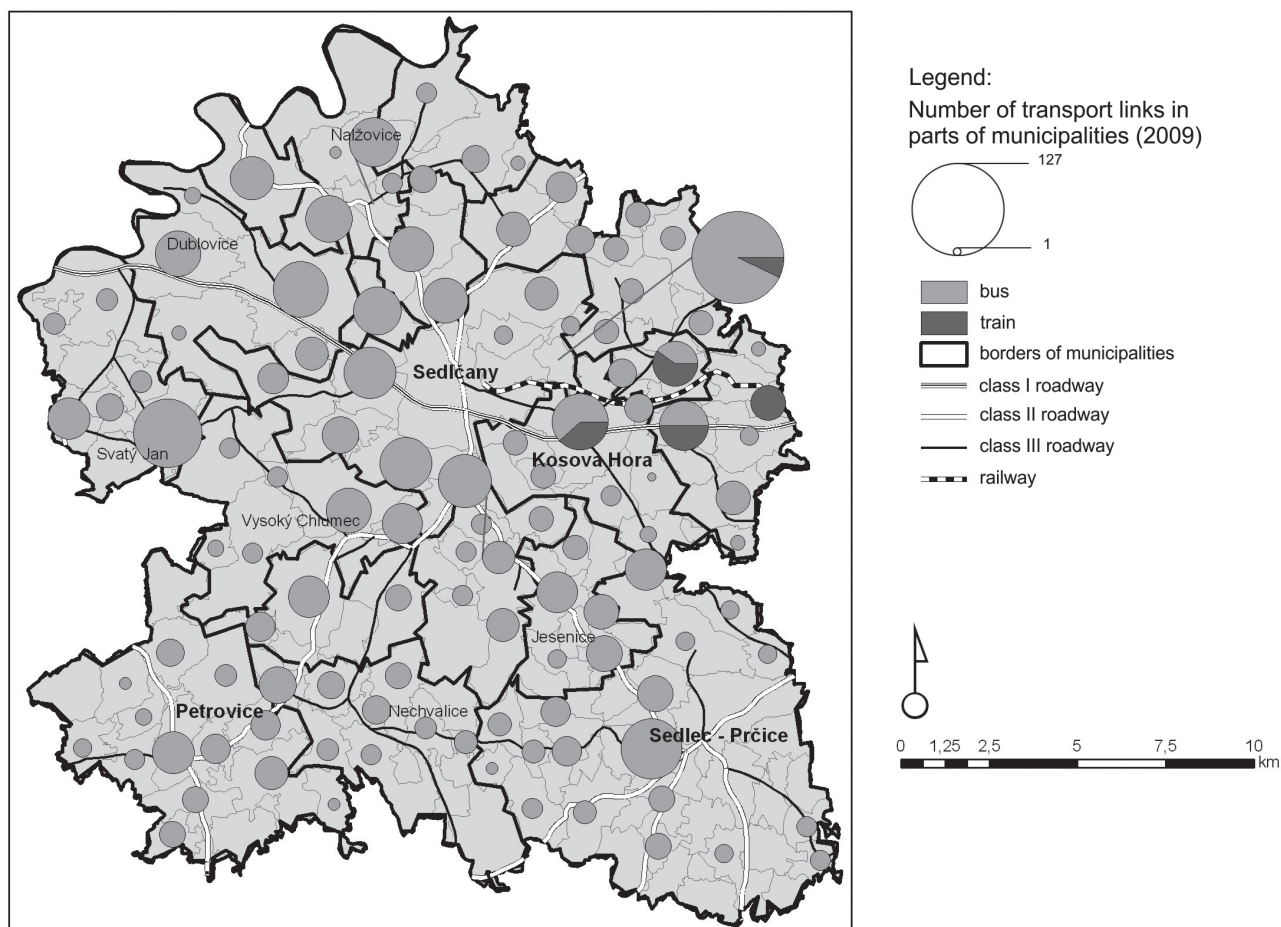 Nalžovice
Dublovice
Sedlčany
Svatý Jan
Kosova Hora
Vysoký Chlumec
Jesenice
Petrovice
Nechvalice
Sedlec - Prčice
Legend:
Number of transport links in
parts of municipalities (2009)
127
1
bus
train
borders of municipalities
class I roadway
class II roadway
class III roadway
railway
0 1,25 2,5 5 7,5 10
km